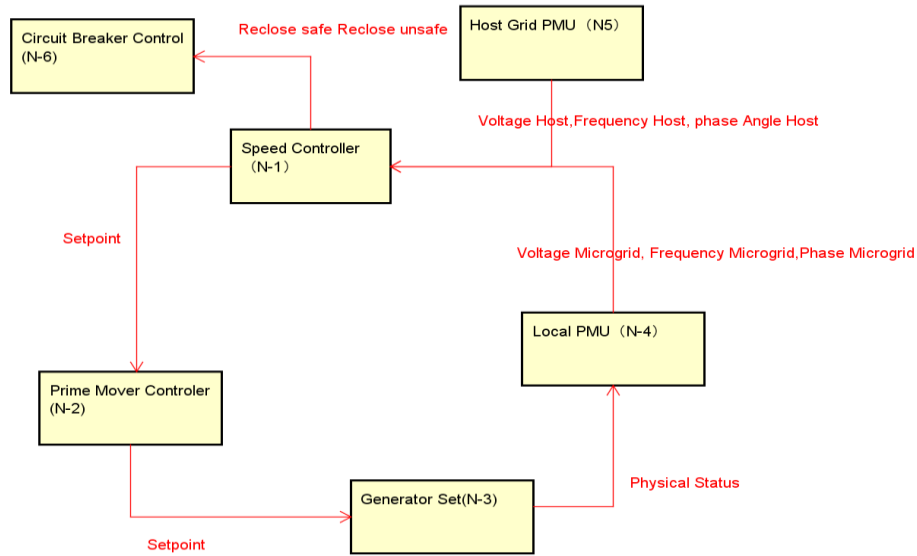 Circuit Breaker Control
(N-6)
Reclose safe Reclose unsafe
Host Grid PMU（N5）
Voltage Host,Frequency Host, phase Angle Host
Speed Controller
（N-1）
Setpoint
Voltage Microgrid, Frequency Microgrid,Phase Microgrid
Local PMU（N-4）
Prime Mover Controler
(N-2)
Physical Status
Generator Set(N-3)
Setpoint